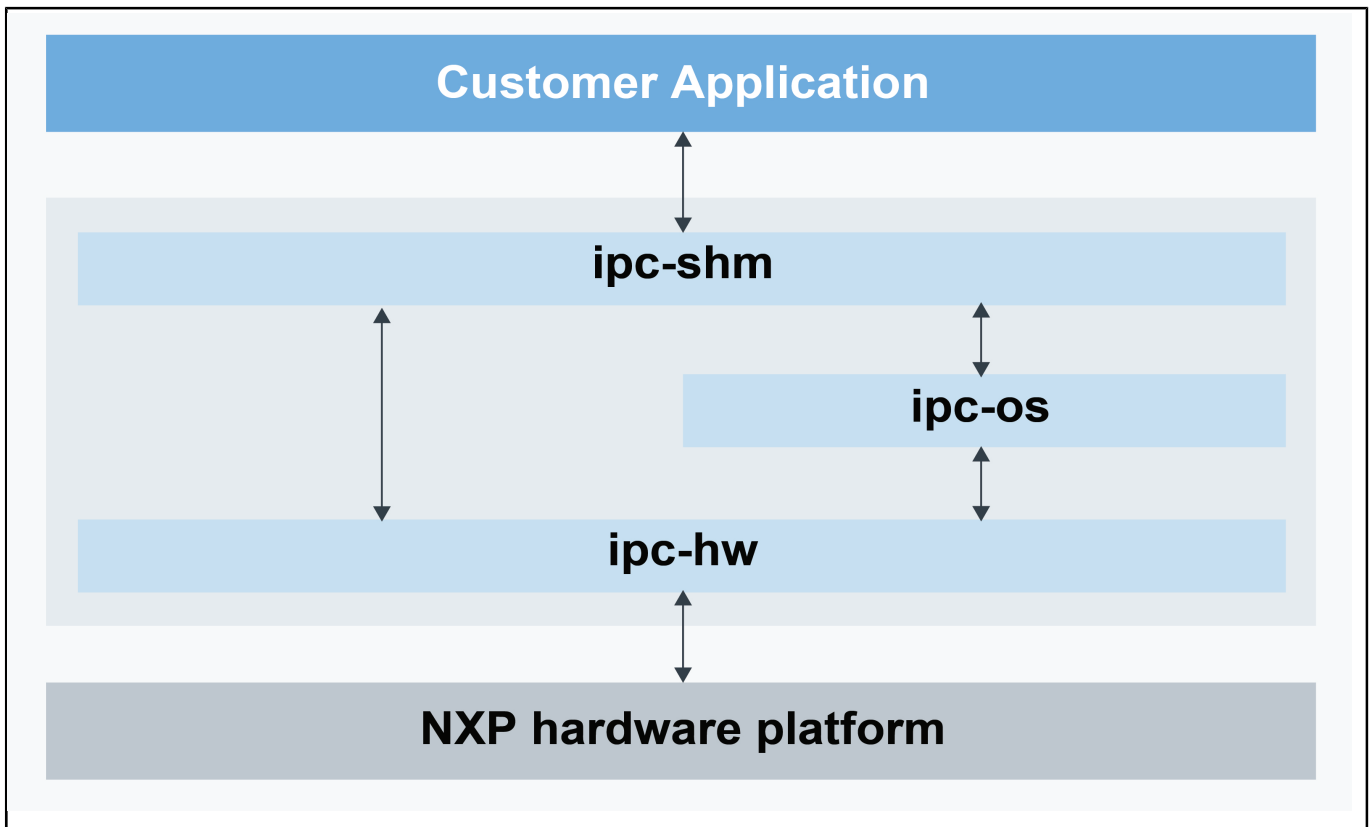 Customer Application
ipc-shm
ipc-os
ipc-hw
NXP hardware platform